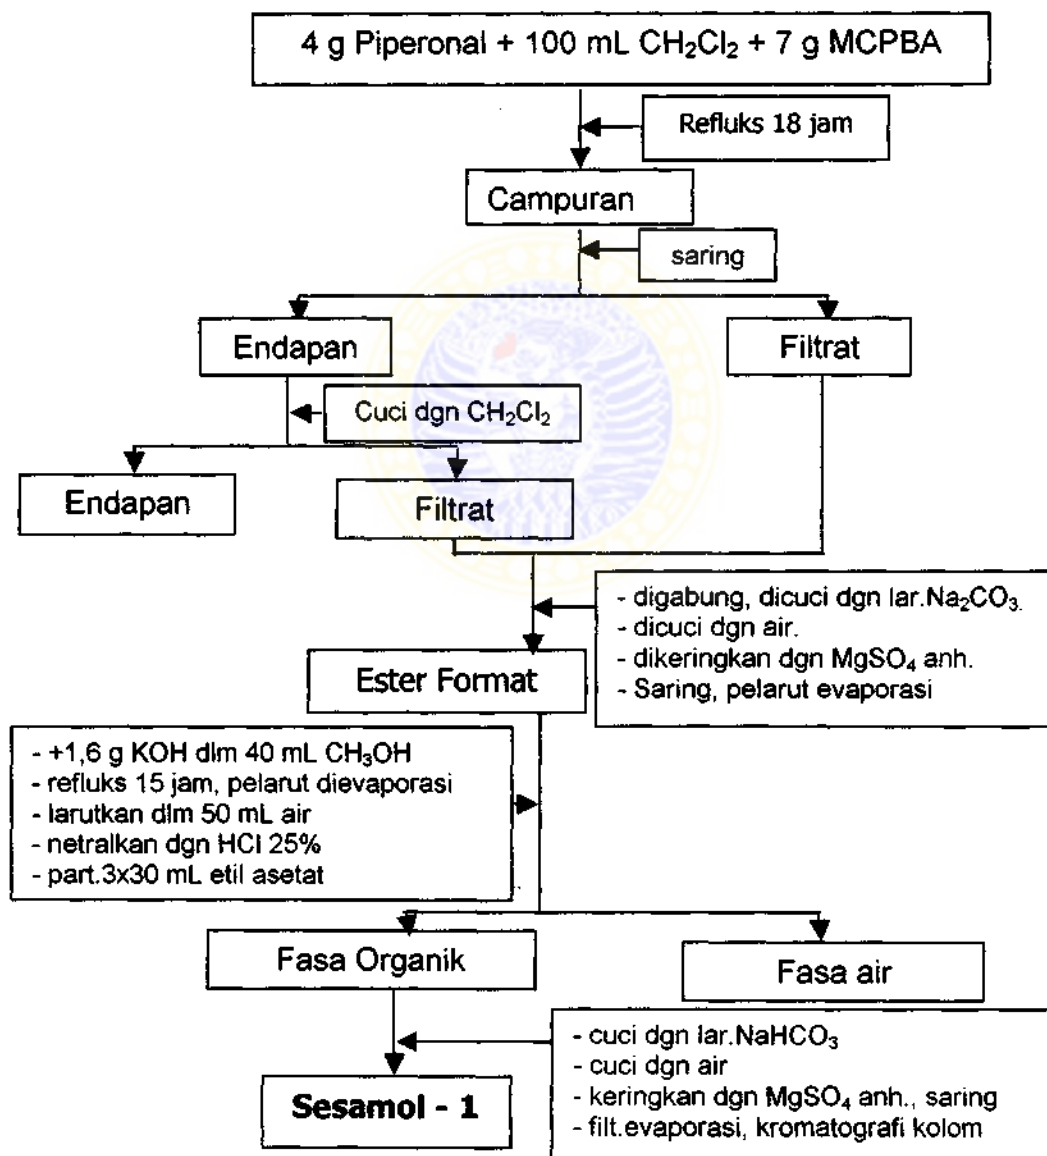 4 g Piperonal + 100 mL CH₂Cl₂ + 7 g MCPBA
Refluks 18 jam
Campuran
saring
Endapan
Filtrat
Cuci dgn CH₂Cl₂
Endapan
Filtrat
- digabung, dicuci dgn lar.Na₂CO₃.
- dicuci dgn air.
- dikeringkan dgn MgSO₄ anh.
- Saring, pelarut evaporasi
Ester Format
- +1,6 g KOH dlm 40 mL CH₃OH
- refluks 15 jam, pelarut dievaporasi
- larutkan dlm 50 mL air
- netralkan dgn HCl 25%
- part.3x30 mL etil asetat
Fasa Organik
Fasa air
- cuci dgn lar.NaHCO₃
- cuci dgn air
- keringkan dgn MgSO₄ anh., saring
- filt.evaporasi, kromatografi kolom
Sesamol - 1